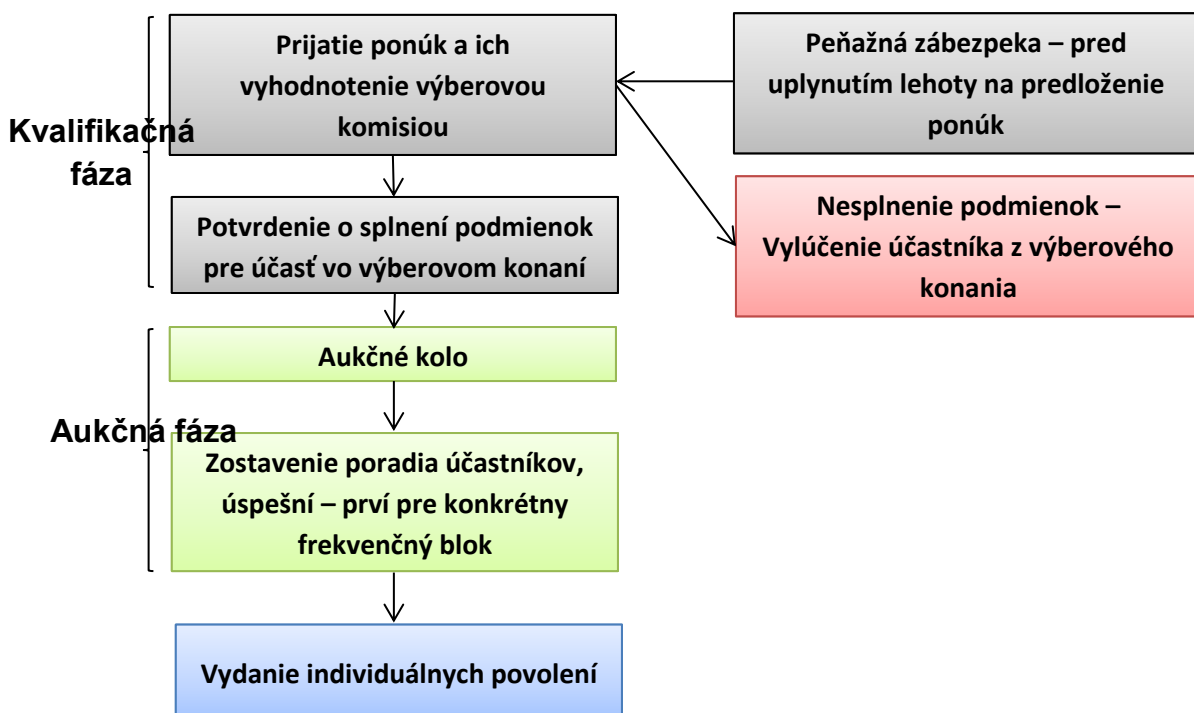 Prijatie ponúk a ich
vyhodnotenie výberovou
komisiou
Peňažná zábezpeka – pred
uplynutím lehoty na predloženie
ponúk
Kvalifikačná
fáza
Nesplnenie podmienok –
Vylúčenie účastníka z výberového
konania
Potvrdenie o splnení podmienok
pre účasť vo výberovom konaní
Aukčné kolo
Aukčná fáza
Zostavenie poradia účastníkov,
úspešní – prví pre konkrétny
frekvenčný blok
Vydanie individuálnych povolení